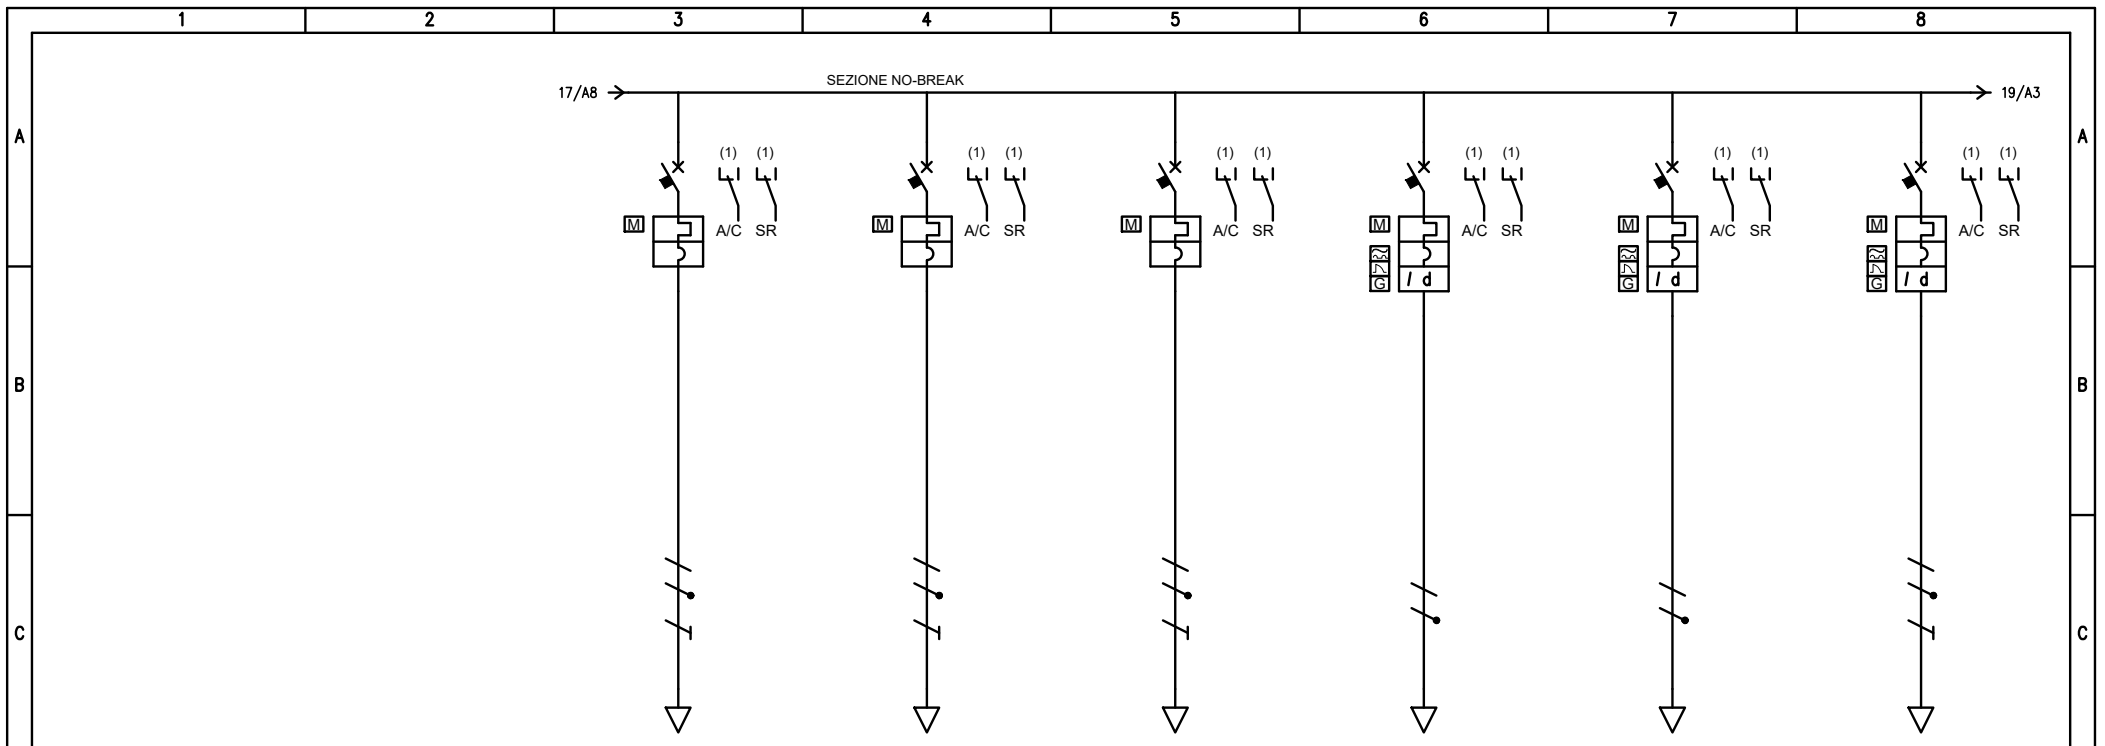 1 2 3 4 5 6 7 8
SEZIONE NO-BREAK
17/A8 19/A3
A A
(1) (1) (1) (1) (1) (1) (1) (1) (1) (1) (1) (1)
M A/C SR M A/C SR M A/C SR M A/C SR M A/C SR M A/C SR
I d I d I d
G G G
B B
C C